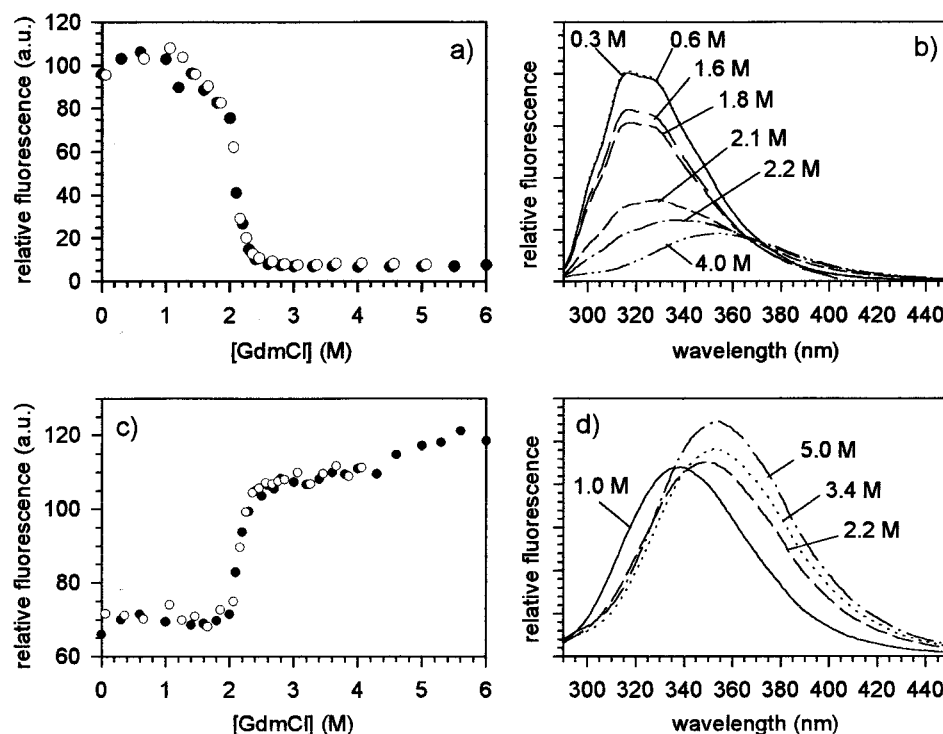 a)
relative fluorescence (a.u.)
120
100
80
60
40
20
0
0 1 2 3 4 5 6
[GdmCl] (M)
b)
relative fluorescence
0.3 M
0.6 M
1.6 M
1.8 M
2.1 M
2.2 M
4.0 M
300 320 340 360 380 400 420 440
wavelength (nm)
c)
relative fluorescence (a.u.)
120
100
80
60
0 1 2 3 4 5 6
[GdmCl] (M)
d)
relative fluorescence
1.0 M
5.0 M
3.4 M
2.2 M
300 320 340 360 380 400 420 440
wavelength (nm)